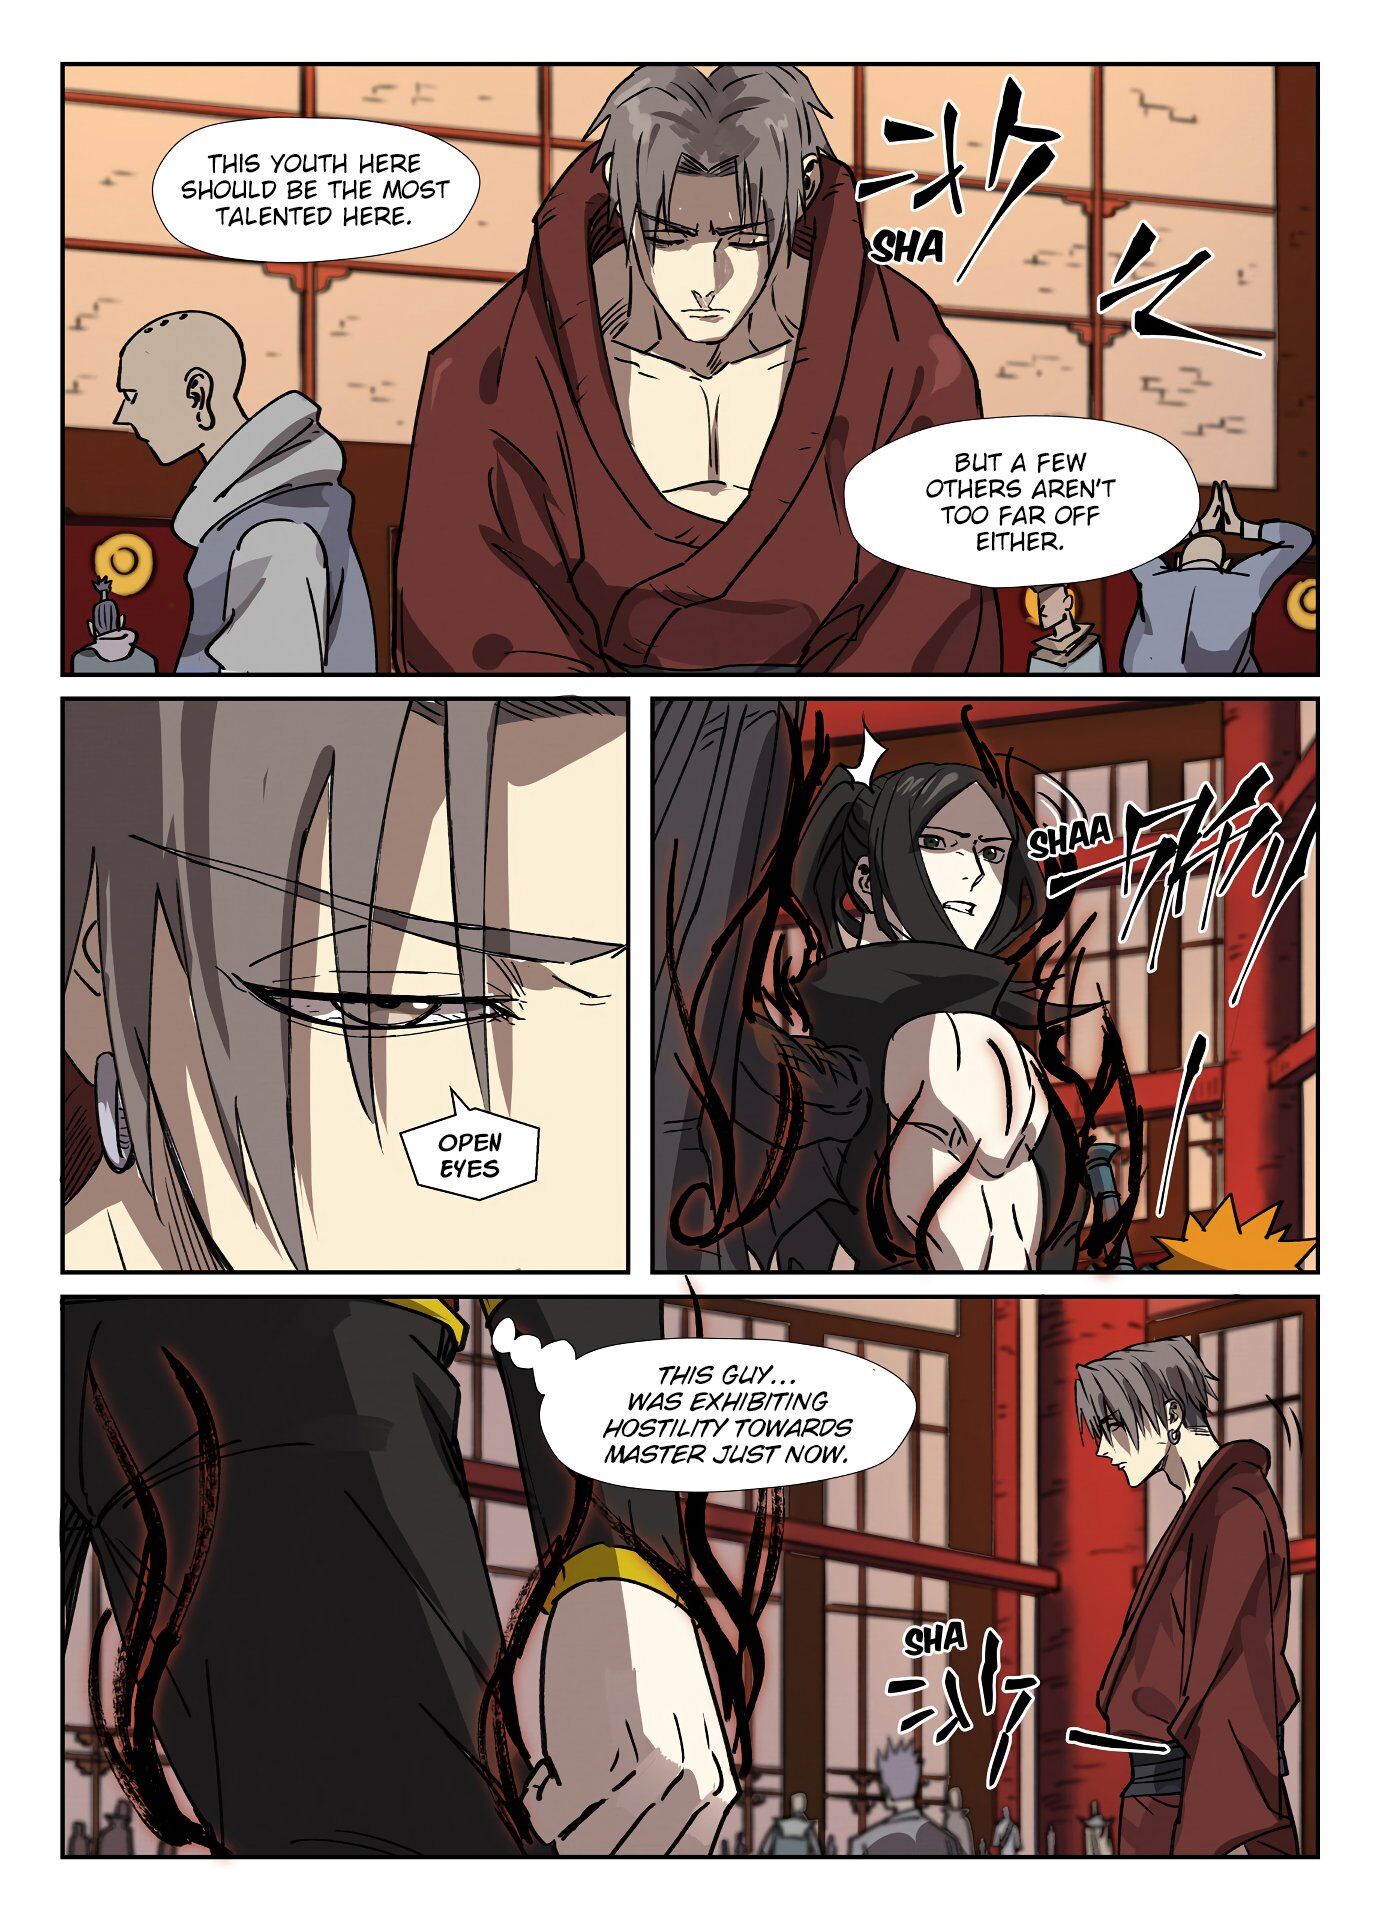 THIS YOUTH HERE
SHOULD BE THE MOST
TALENTED HERE.
SHA
BUT A FEW
OTHERS AREN'T
TOO FAR OFF
EITHER.
OPEN
EYES
SHAA
THIS GUY...
WAS EXHIBITING
HOSTILITY TOWARDS
MASTER JUST NOW.
SHA